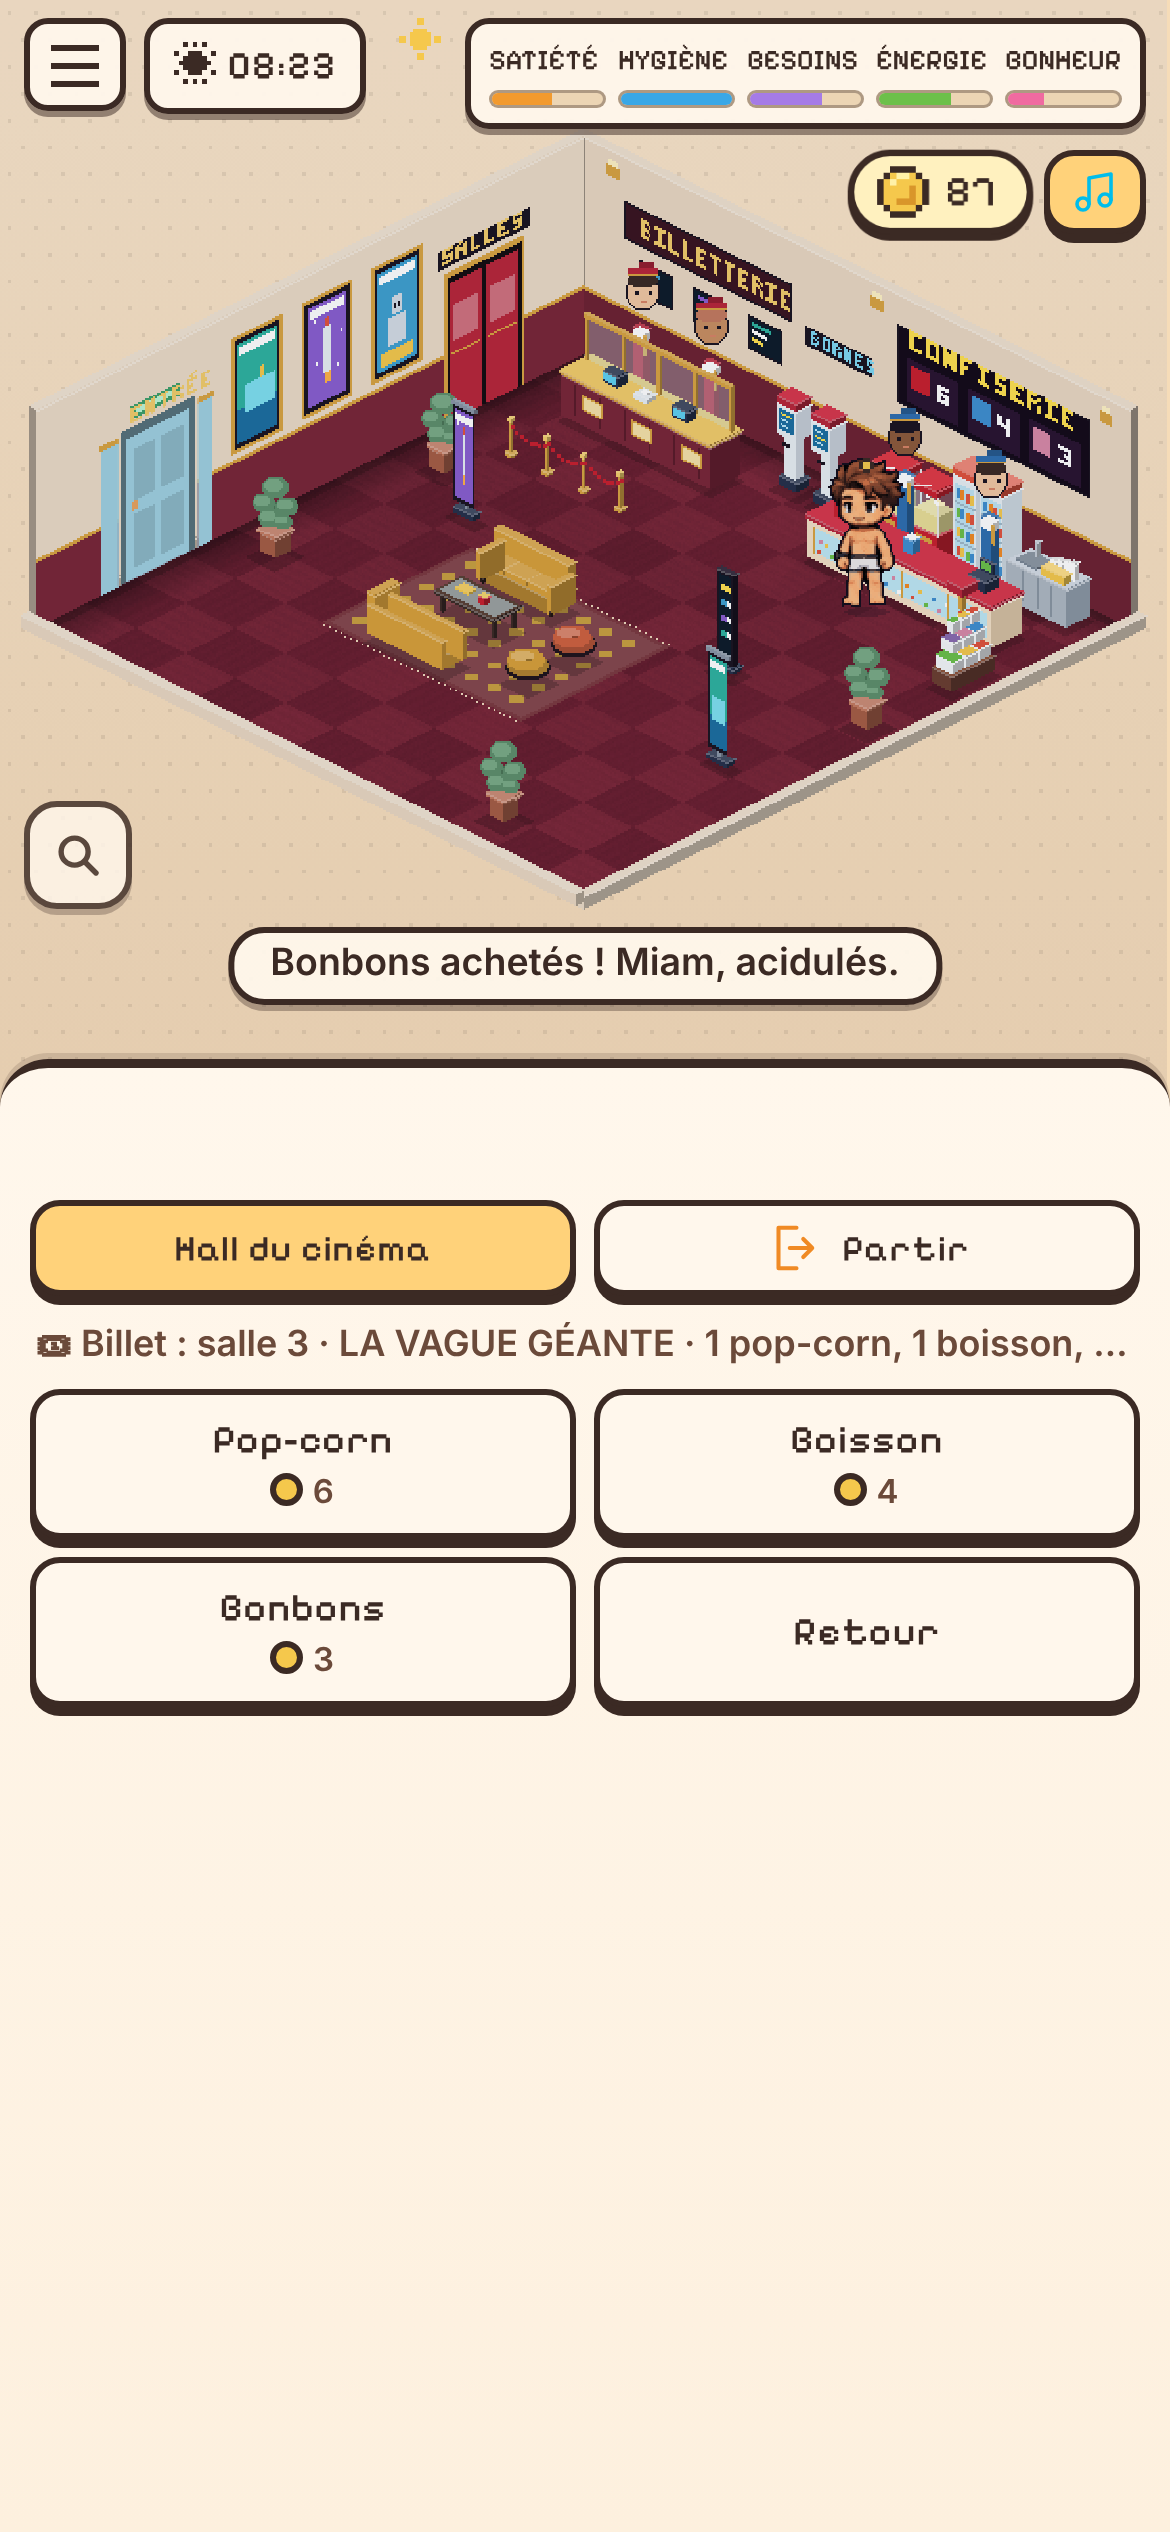 08:23
SATIÉTÉ HYGIÈNE BESOINS ÉNERGIE BONHEUR
87
SALLES
BILLETTERIE
BORNES
CONFISERIE
6
4
3
Bonbons achetés ! Miam, acidulés.
Hall du cinéma
Partir
Billet : salle 3 · LA VAGUE GÉANTE · 1 pop-corn, 1 boisson, ...
Pop-corn
6
Boisson
4
Bonbons
3
Retour